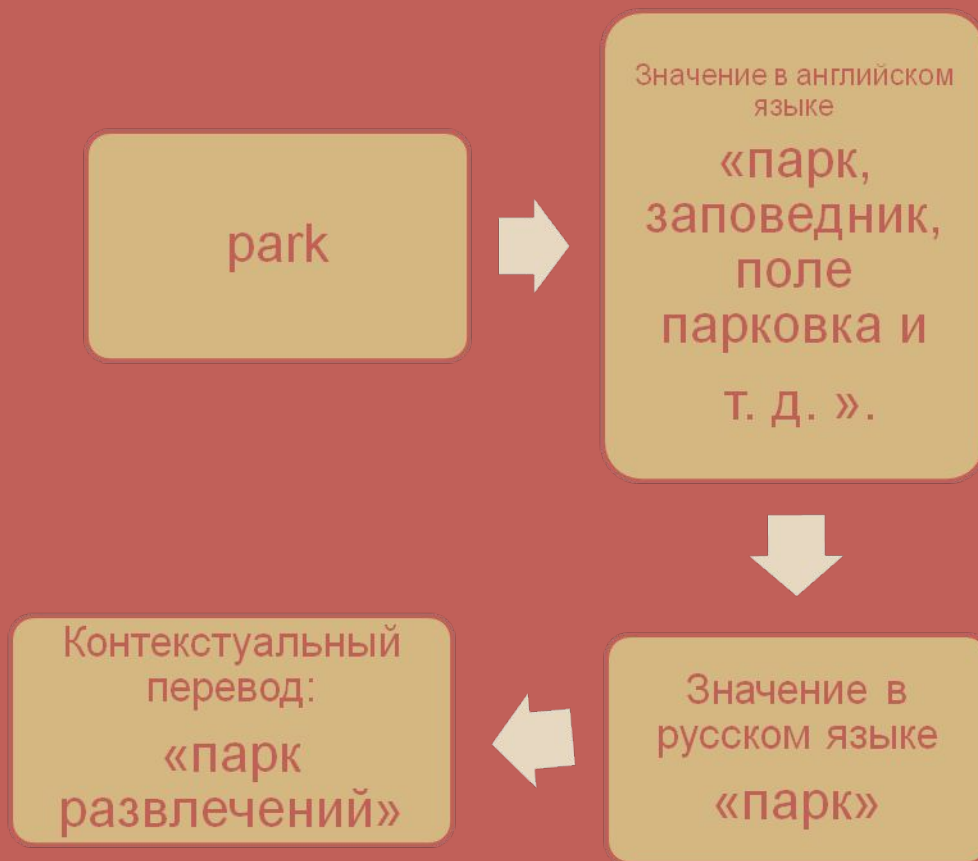 park
Значение в английском
языке
«парк,
заповедник,
поле
парковка и
т. д. ».
Значение в
русском языке
«парк»
Контекстуальный
перевод:
«парк
развлечений»